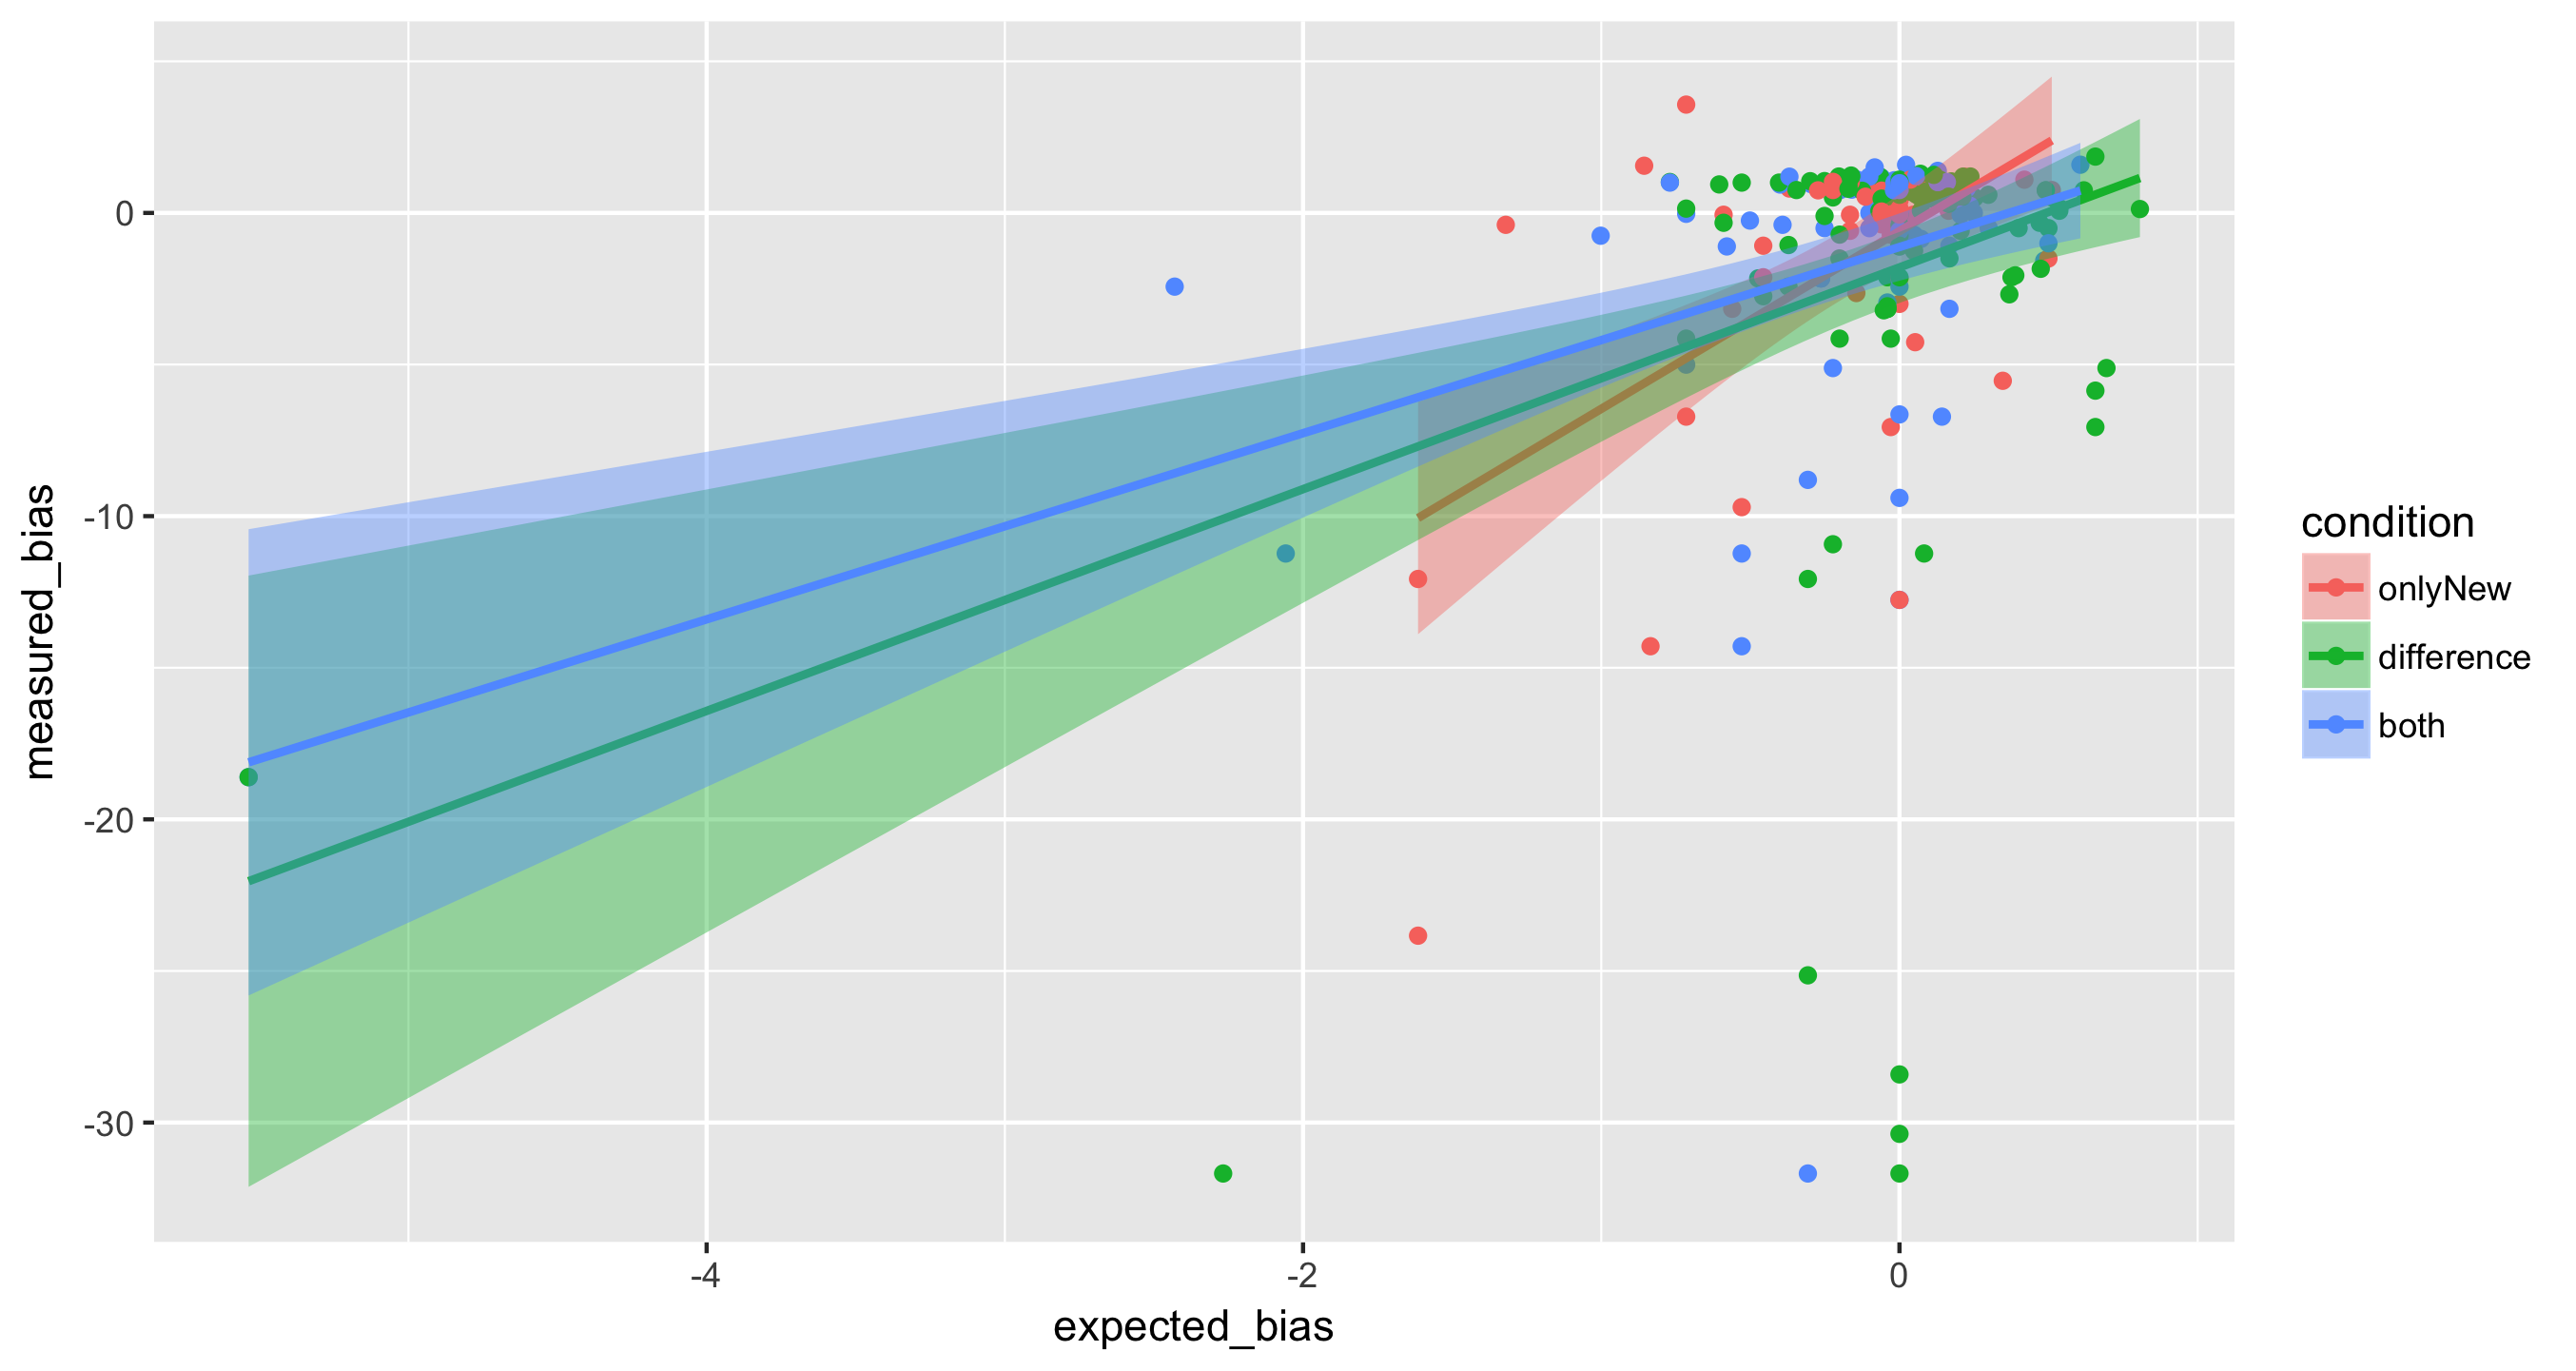 0
-10
-20
-30
measured_bias
-4
-2
0
expected_bias
condition
onlyNew
difference
both